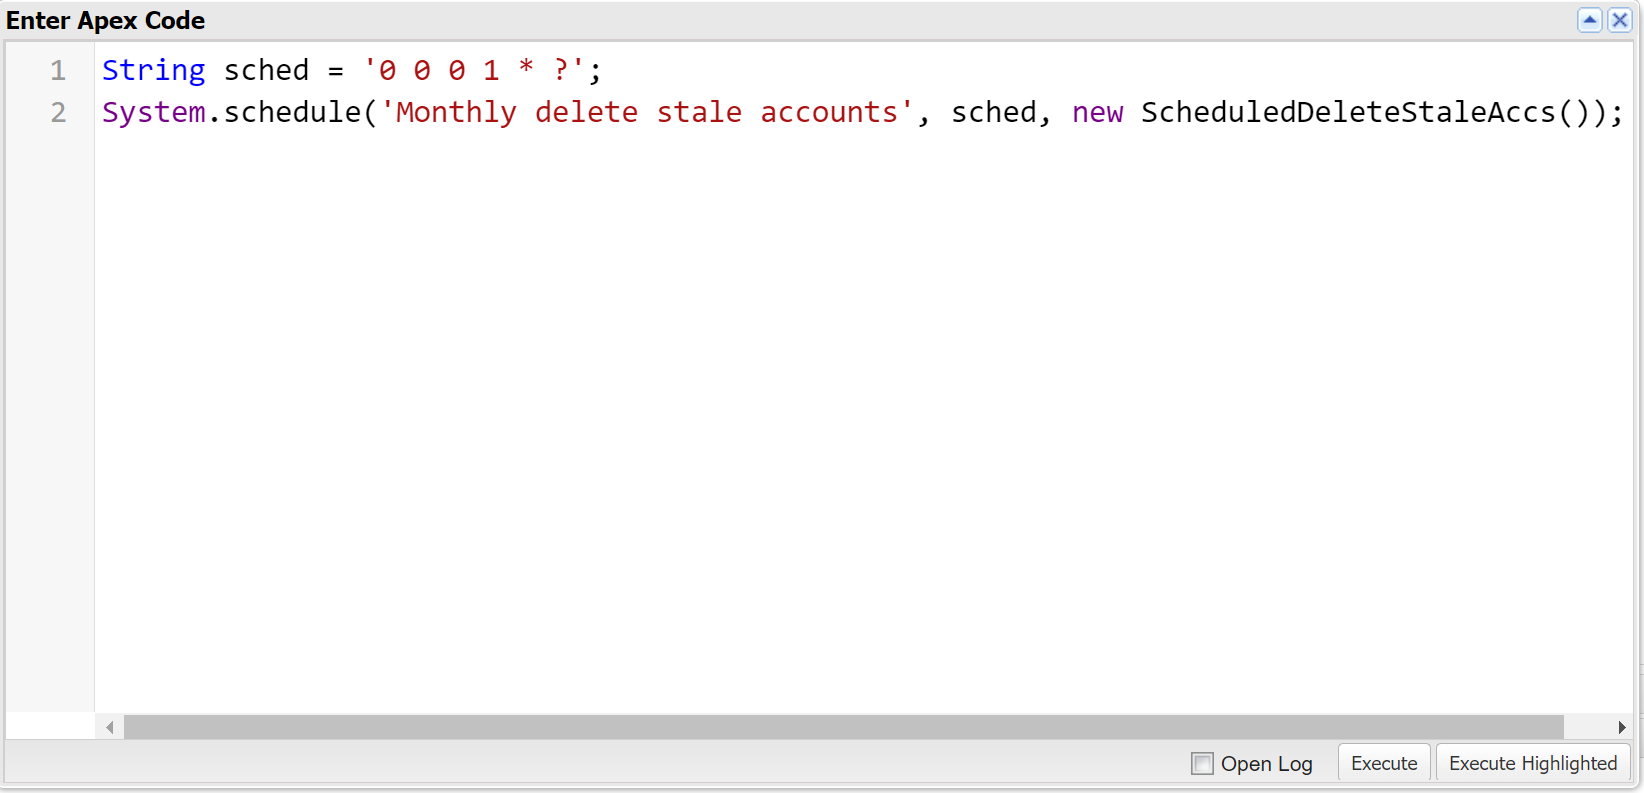 Enter Apex Code
1 String sched = '0 0 0 1 * ?';
2 System.schedule('Monthly delete stale accounts', sched, new ScheduledDeleteStaleAccs());
Open Log Execute Execute Highlighted